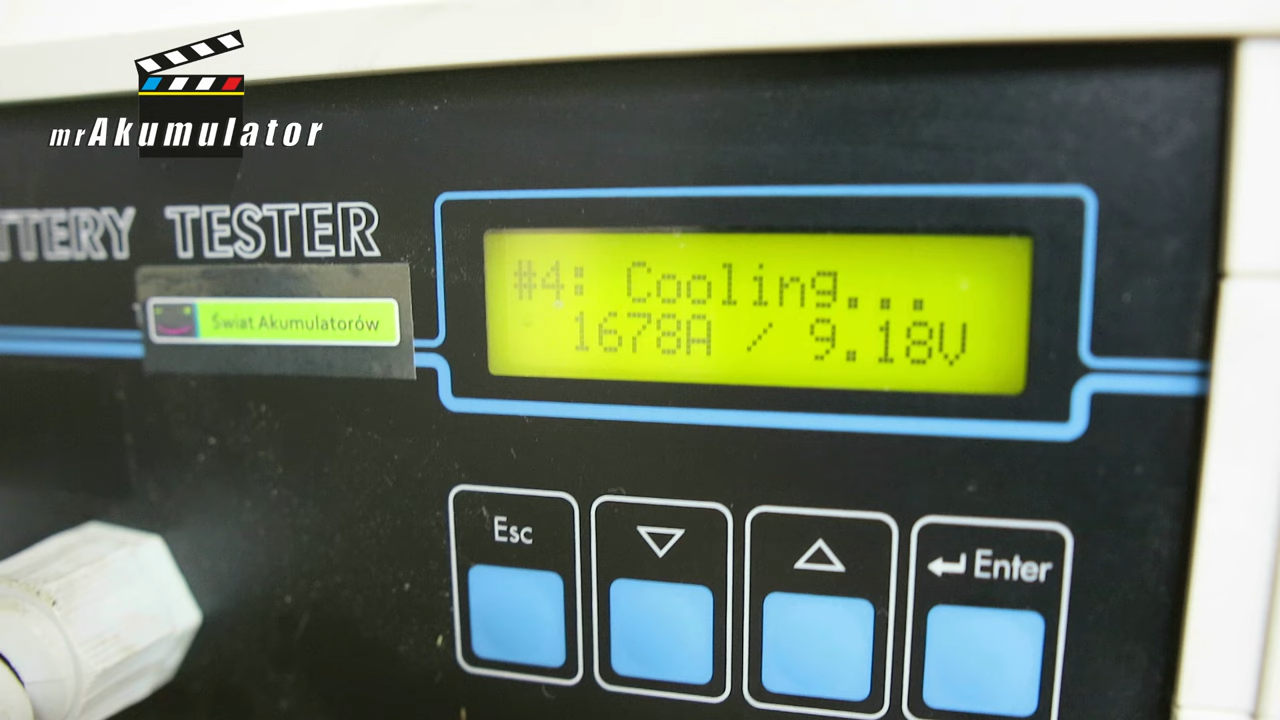 mrAkumulator
TTERY TESTER
Świat Akumulatorów
#4: Cooling...
1678A / 9.18V
Esc
Enter